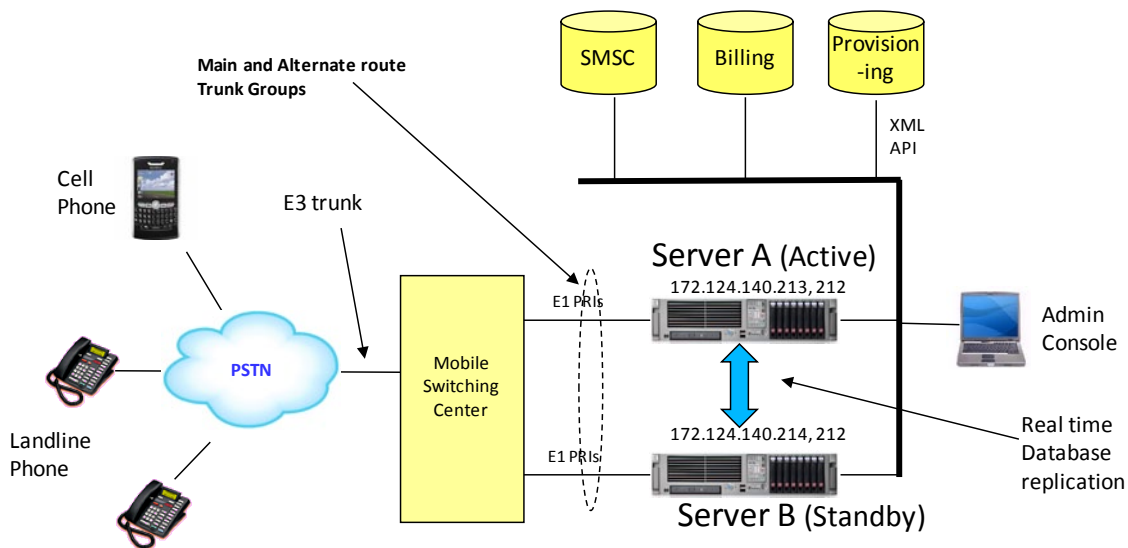 SMSC
Billing
Provision
-ing
Main and Alternate route
Trunk Groups
XML
API
Cell
Phone
E3 trunk
Server A (Active)
172.124.140.213, 212
E1 PRIs
Admin
Console
PSTN
Mobile
Switching
Center
Landline
Phone
172.124.140.214, 212
E1 PRIs
Real time
Database
replication
Server B (Standby)